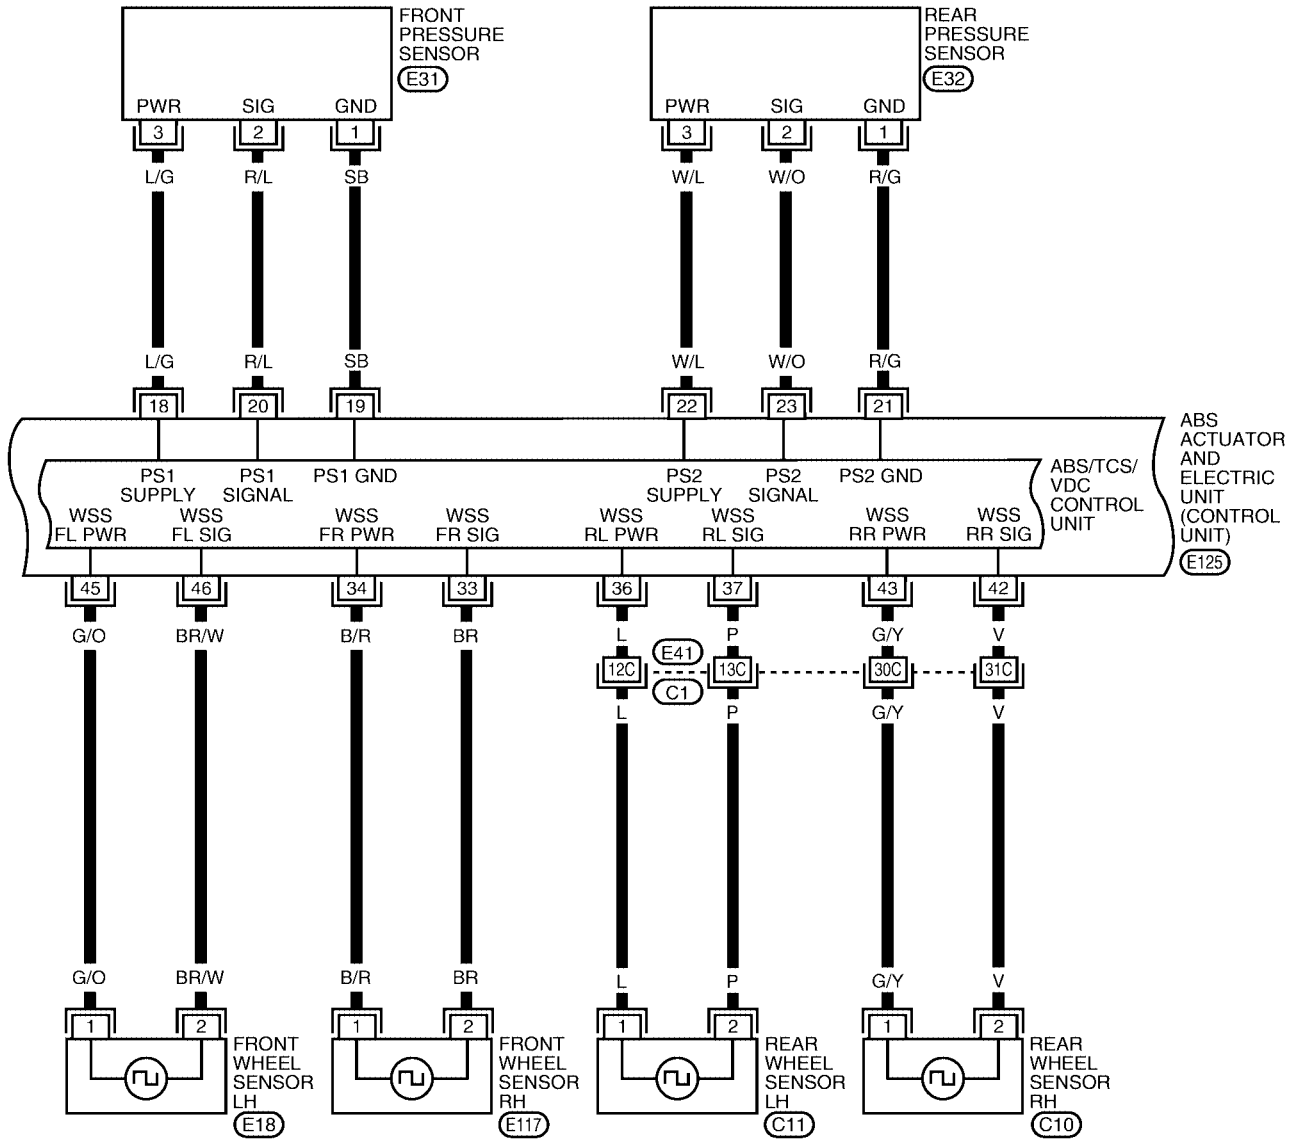 FRONT
PRESSURE
SENSOR
E31
REAR
PRESSURE
SENSOR
E32
PWR SIG GND
PWR SIG GND
3 2 1
3 2 1
L/G R/L SB
W/L W/O R/G
L/G R/L SB
W/L W/O R/G
18 20 19
22 23 21
ABS
ACTUATOR
AND
ELECTRIC
UNIT
(CONTROL
UNIT)
E125
PS1
SUPPLY
PS1
SIGNAL
PS1 GND
PS2
SUPPLY
PS2
SIGNAL
PS2 GND
ABS/TCS/
VDC
CONTROL
UNIT
WSS
FL PWR
WSS
FL SIG
WSS
FR PWR
WSS
FR SIG
WSS
RL PWR
WSS
RL SIG
WSS
RR PWR
WSS
RR SIG
45 46 34 33 36 37 43 42
G/O BR/W B/R BR L P G/Y V
E41
12C 13C 30C 31C
C1
L P G/Y V
G/O BR/W B/R BR L P G/Y V
1 2 1 2 1 2 1 2
FRONT
WHEEL
SENSOR
LH
E18
FRONT
WHEEL
SENSOR
RH
E117
REAR
WHEEL
SENSOR
LH
C11
REAR
WHEEL
SENSOR
RH
C10